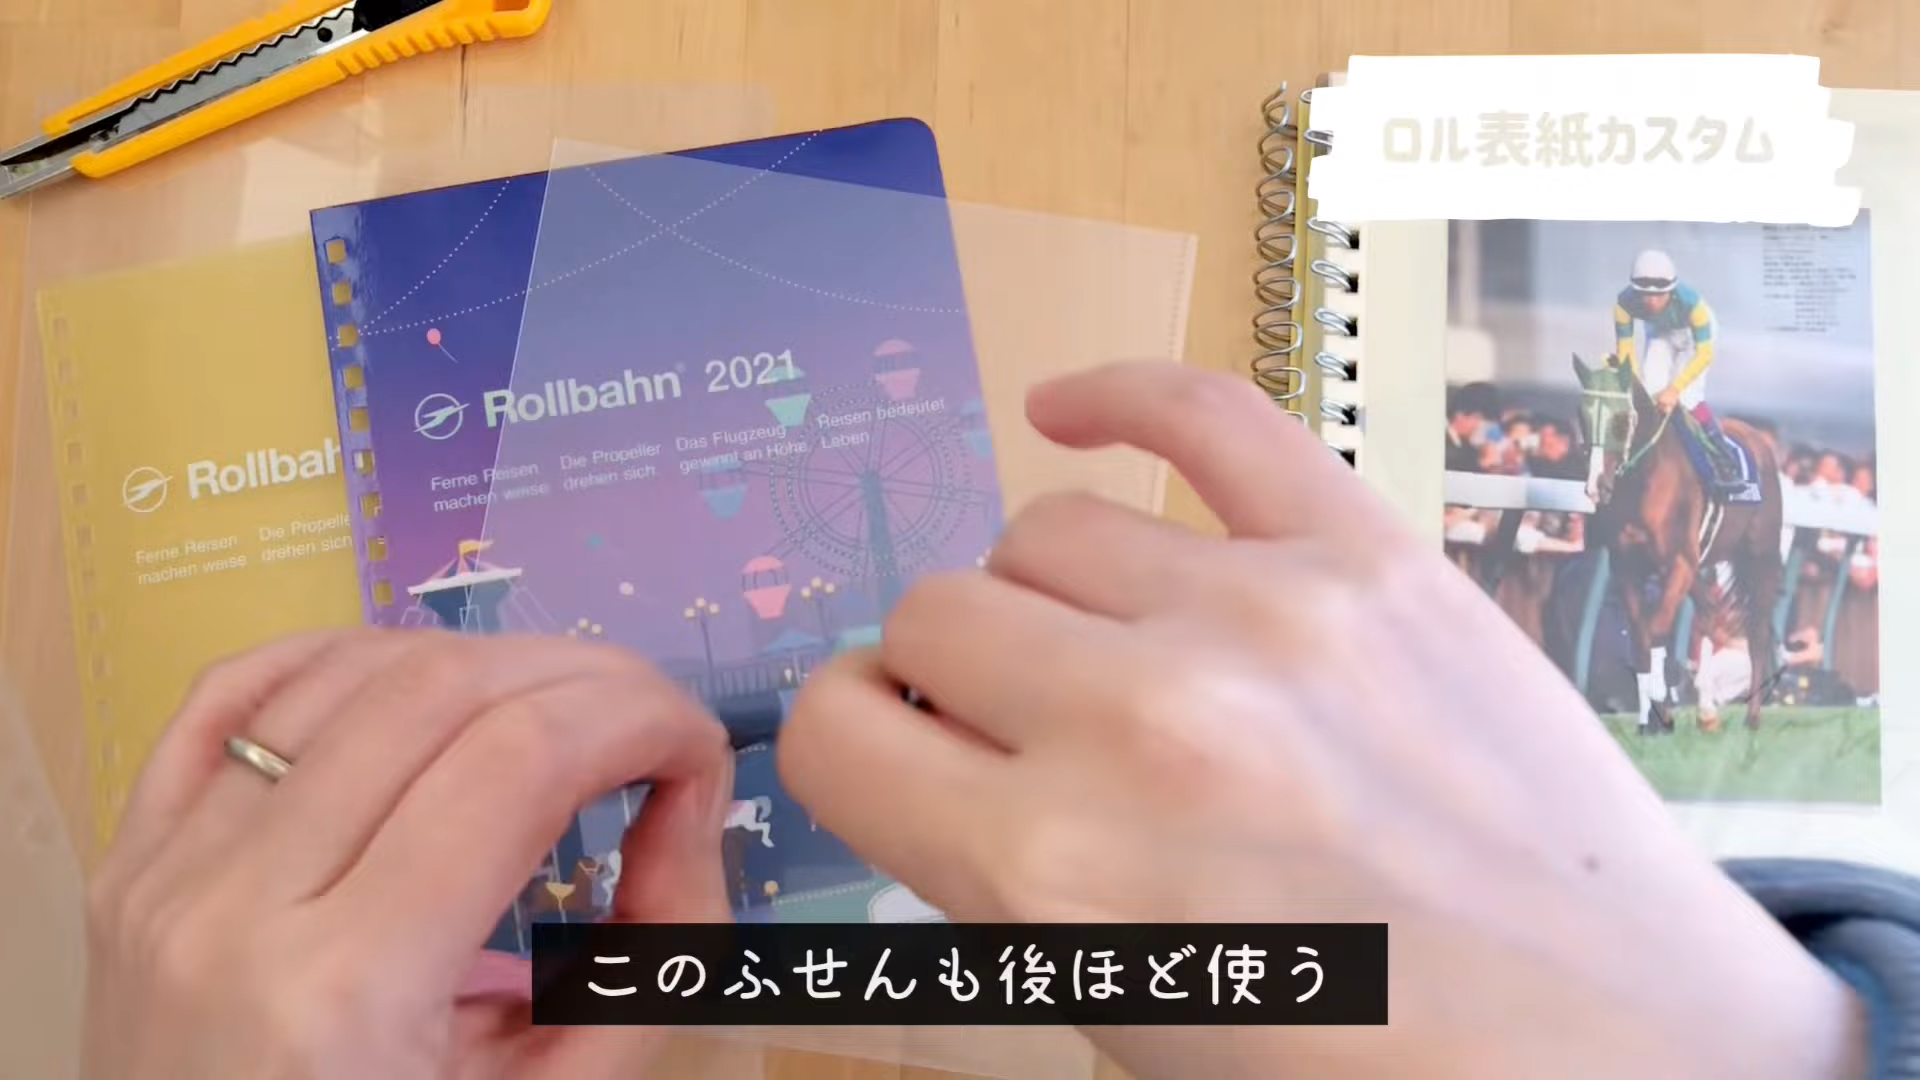 ロル表紙カスタム
Rollbahn® 2021
Ferne Reisen Die Propeller Das Flugzeug Reisen bedeutet
machen weise drehen sich gewinnt an Höhe. Leben
Rollbah
Ferne Reisen Die Propelle
machen weise drehen sich
このふせんも後ほど使う